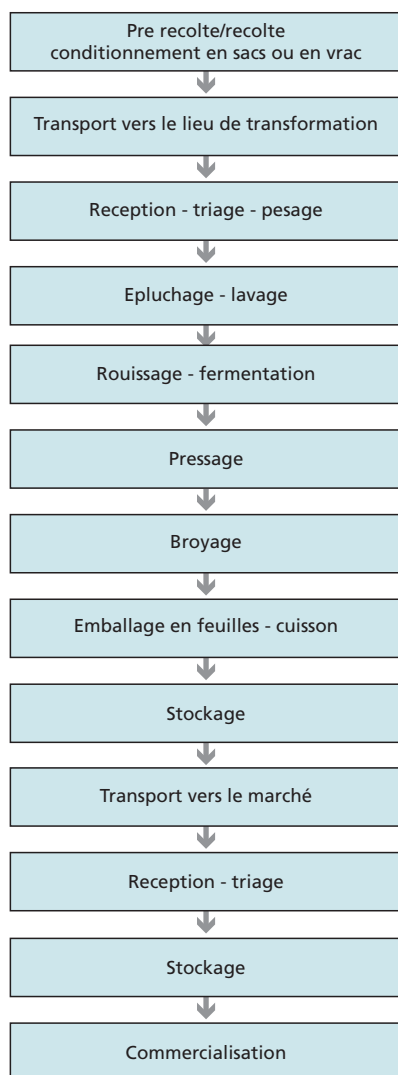 Pre recolte/recolte
conditionnement en sacs ou en vrac
Transport vers le lieu de transformation
Reception - triage - pesage
Epluchage - lavage
Rouissage - fermentation
Pressage
Broyage
Emballage en feuilles - cuisson
Stockage
Transport vers le marché
Reception - triage
Stockage
Commercialisation